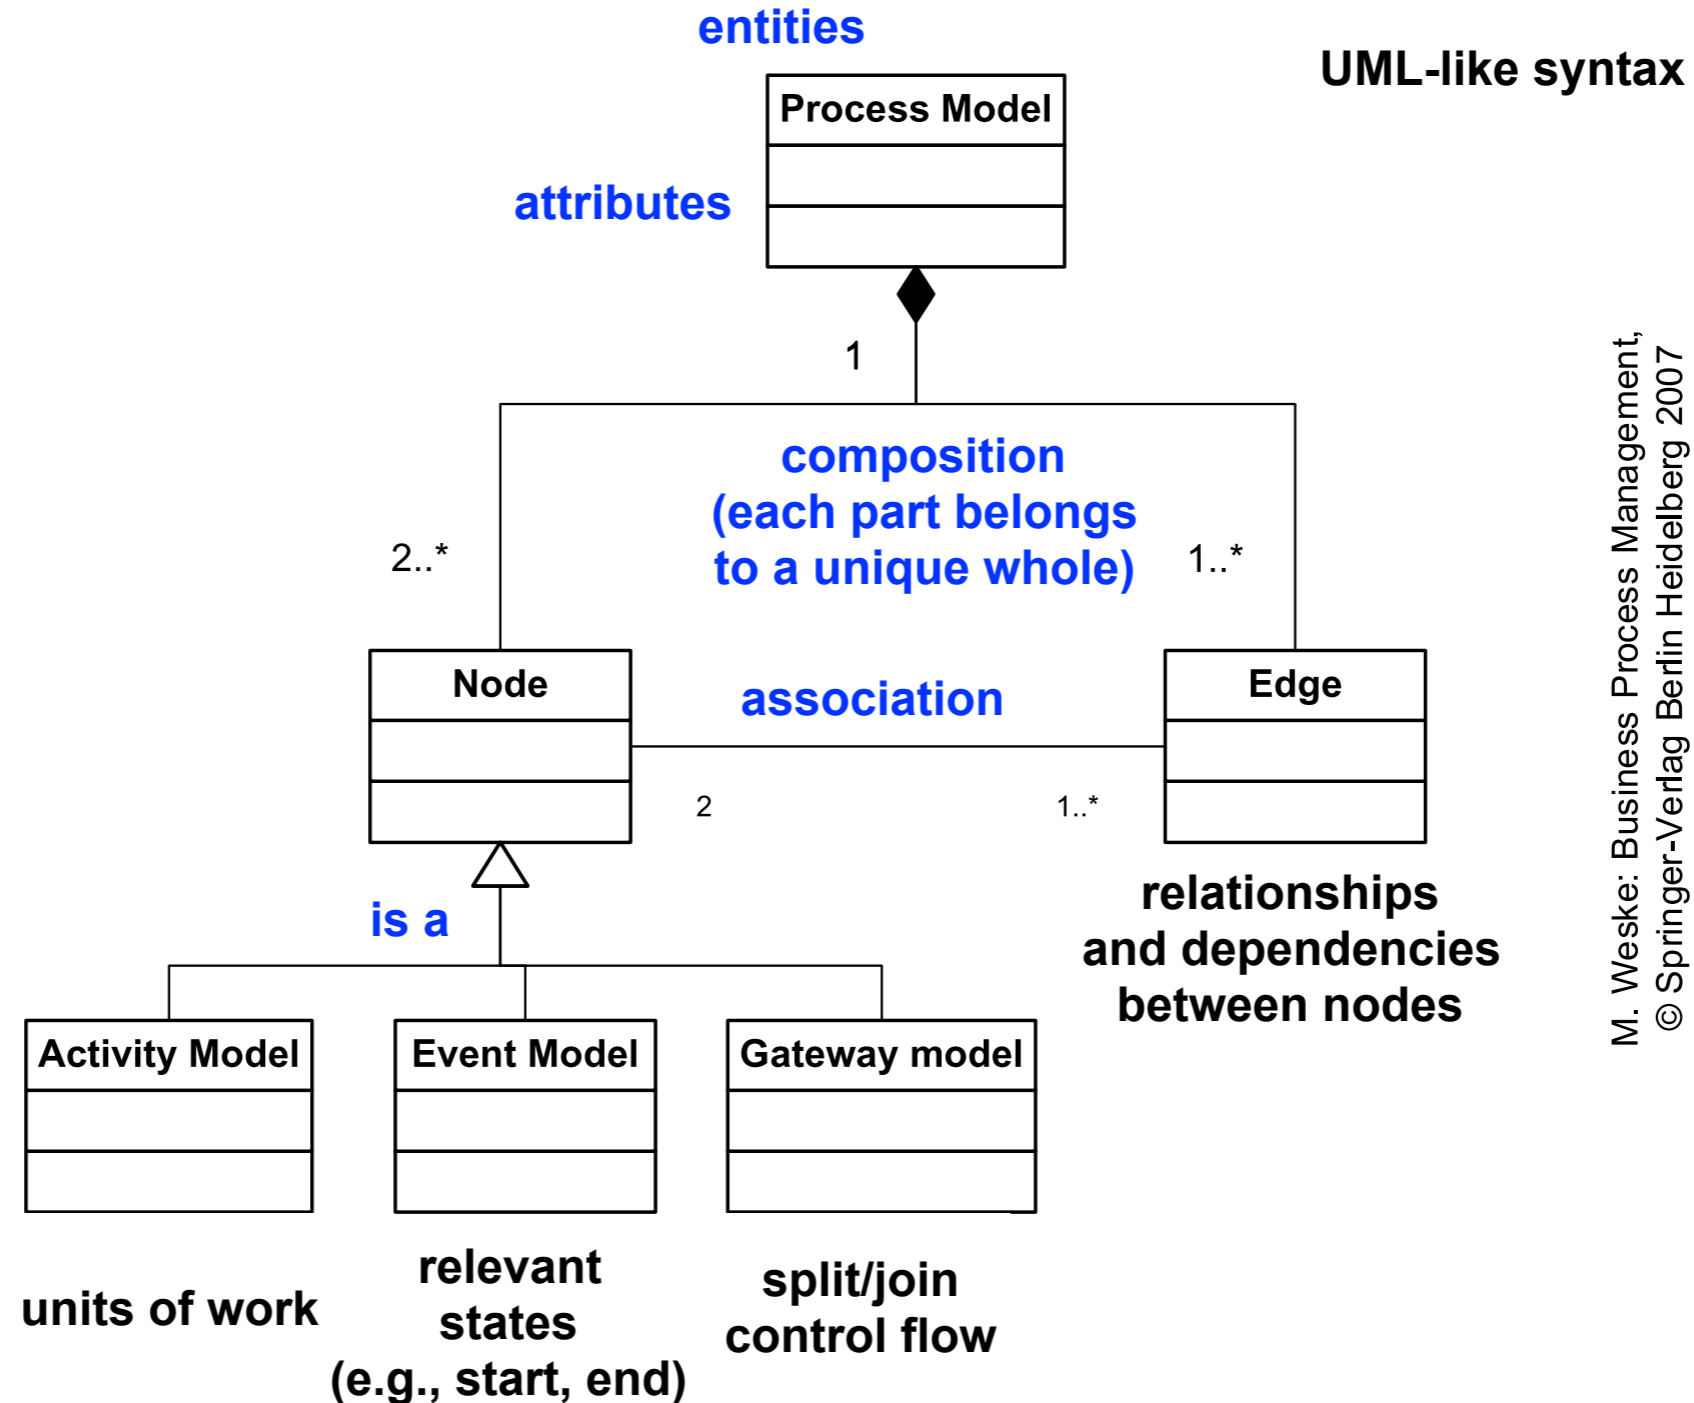 entities
UML-like syntax
Process Model
attributes
1
composition
(each part belongs
to a unique whole)
2..*
1..*
Node
association
Edge
2
1..*
is a
relationships
and dependencies
between nodes
Activity Model
Event Model
Gateway model
units of work
relevant
states
(e.g., start, end)
split/join
control flow
M. Weske: Business Process Management,
© Springer-Verlag Berlin Heidelberg 2007